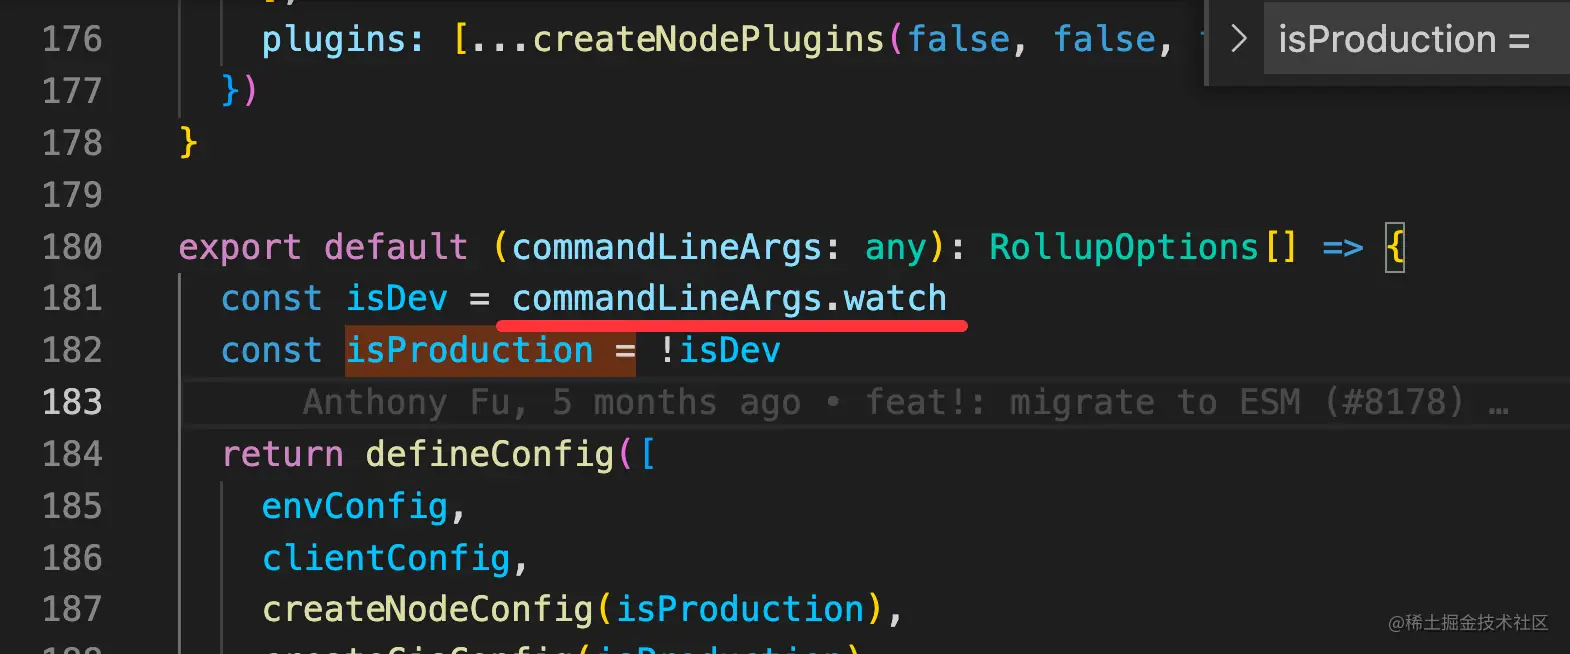 176 plugins: [...createNodePlugins(false, false,
isProduction =
177 })
178 }
179
180 export default (commandLineArgs: any): RollupOptions[] => {
181 const isDev = commandLineArgs.watch
182 const isProduction = !isDev
183 Anthony Fu, 5 months ago • feat!: migrate to ESM (#8178) …
184 return defineConfig([
185 envConfig,
186 clientConfig,
187 createNodeConfig(isProduction),
@稀土掘金技术社区